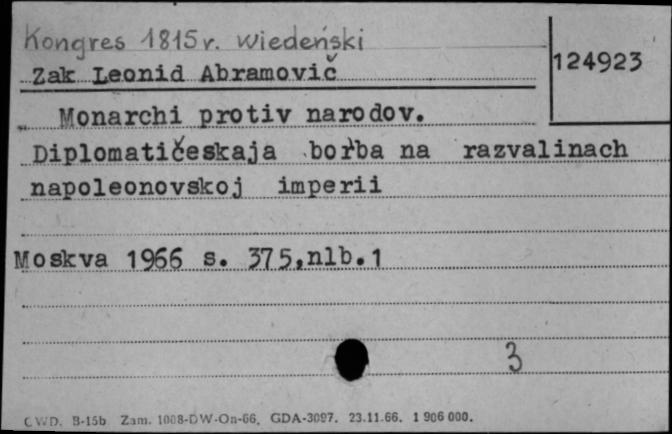 Kongres 1815 r. wiedeński
124923
Zak Leonid Abramovič
Monarchi protiv narodov.
Diplomatičeskaja bor'ba na razvalinach
napoleonovskoj imperii
Moskva 1966 s. 375,nlb.1
3
CWD. B-15b Zam. 1008-DW-On-66, GDA-3097. 23.11.66. 1 906 000.